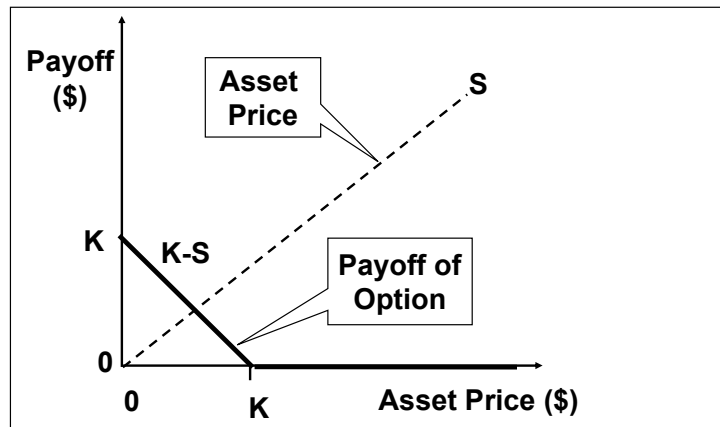 Payoff
($)
Asset
Price
S
K
K-S
Payoff of
Option
0
0
K
Asset Price ($)